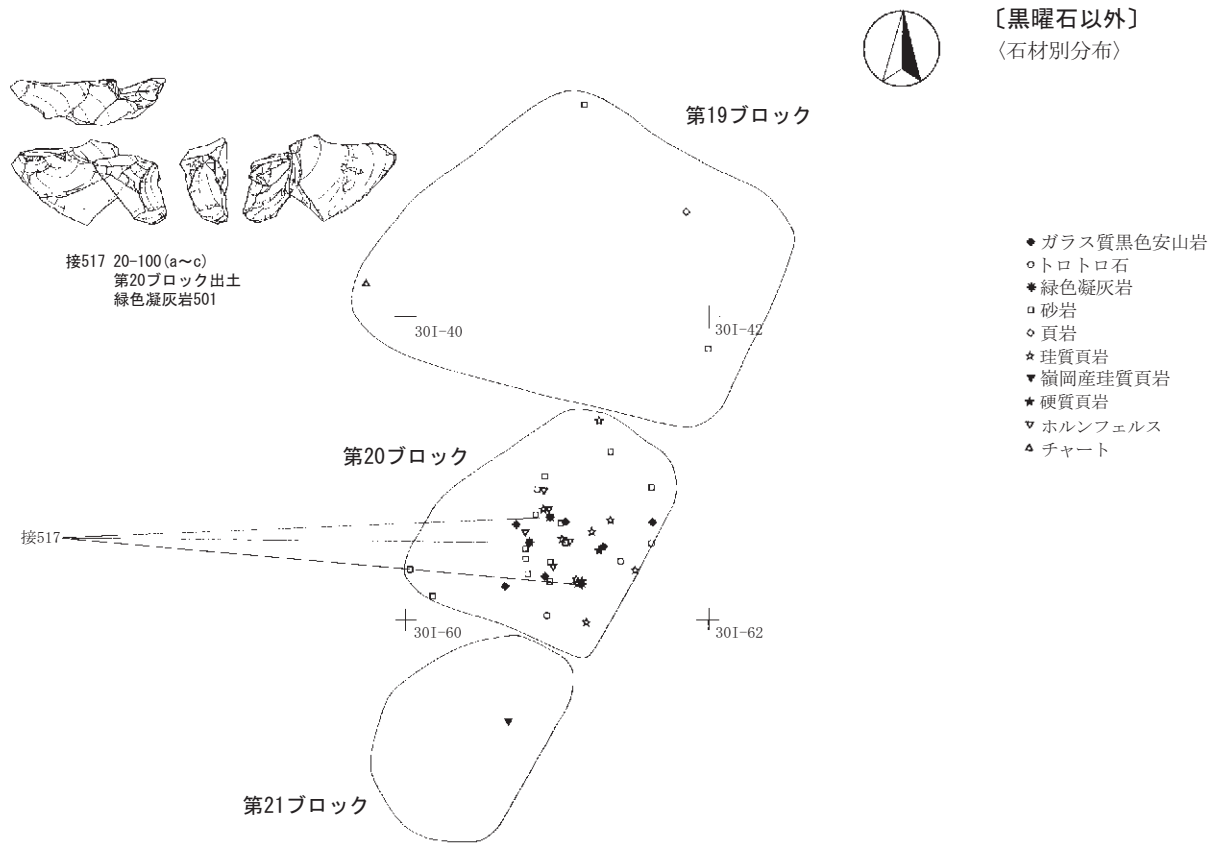 〔黒曜石以外〕
〈石材別分布〉
第19ブロック
接517 20-100(a～c)
第20ブロック出土
緑色凝灰岩501
ガラス質黒色安山岩
トロトロ石
緑色凝灰岩
砂岩
頁岩
珪質頁岩
嶺岡産珪質頁岩
硬質頁岩
ホルンフェルス
チャート
30I-40
30I-42
第20ブロック
接517
30I-60
30I-62
第21ブロック